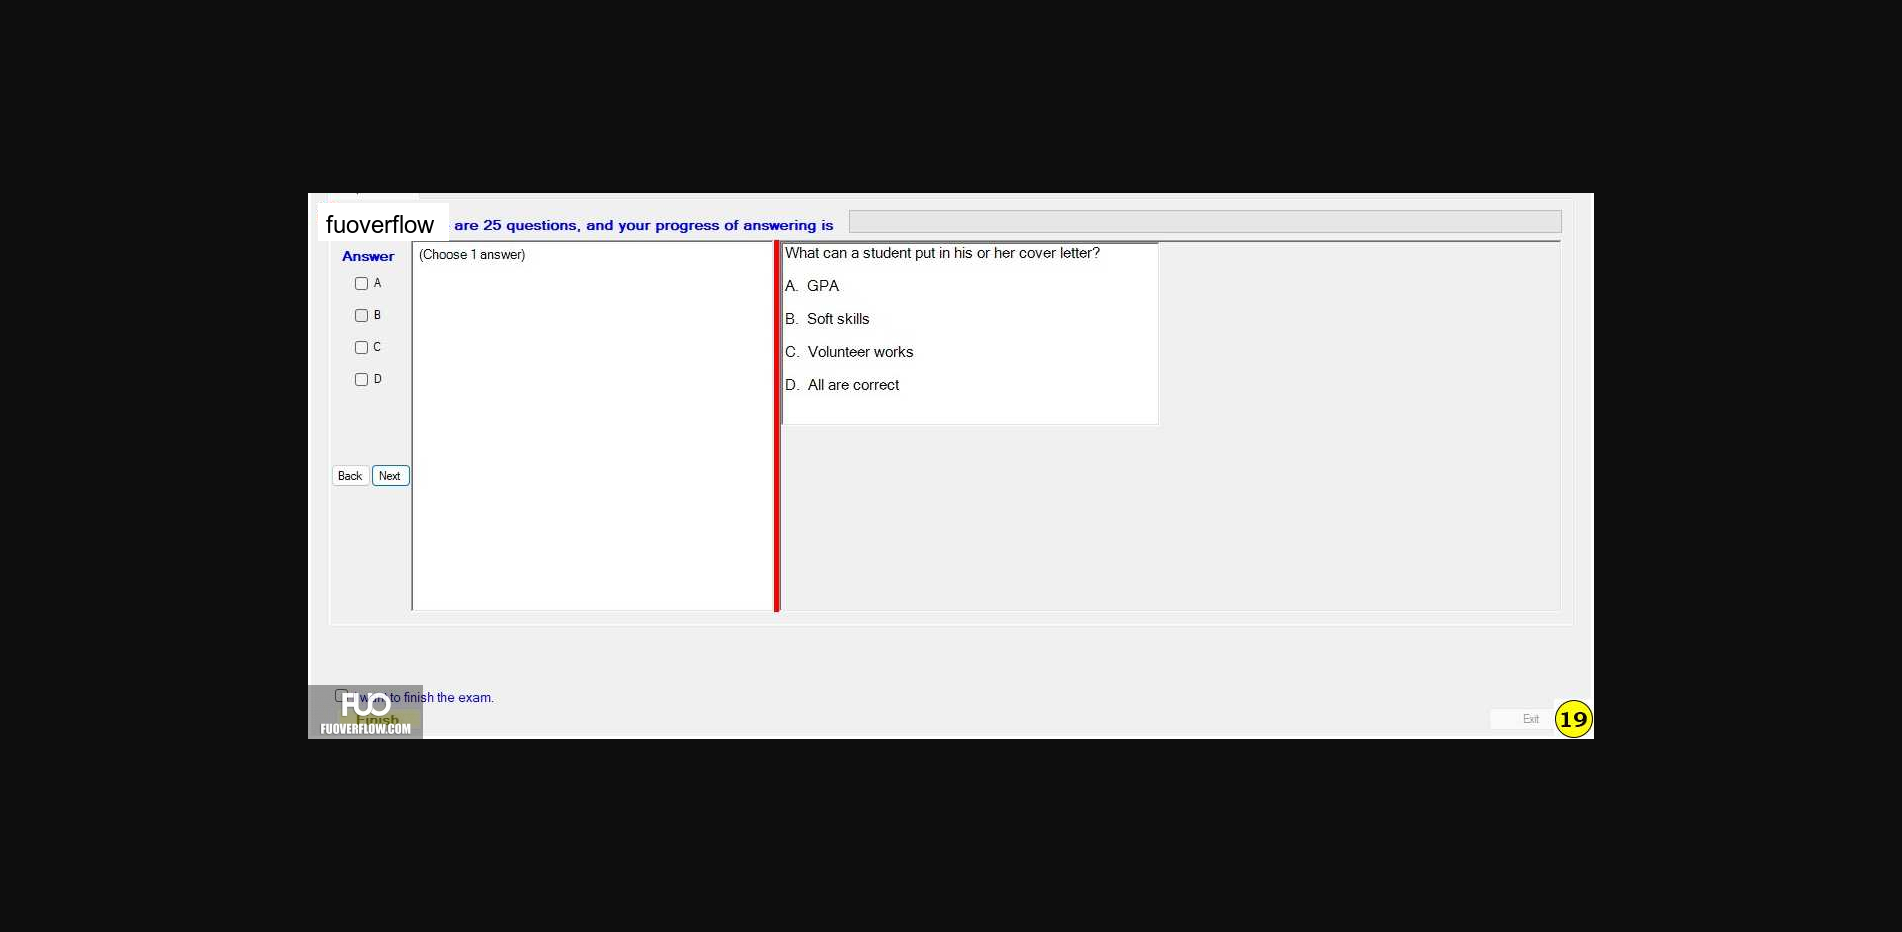 fuoverflow are 25 questions, and your progress of answering is
Answer
(Choose 1 answer)
A
B
C
D
Back Next
What can a student put in his or her cover letter?
A. GPA
B. Soft skills
C. Volunteer works
D. All are correct
I want to finish the exam.
Finish
FUO
FUOVERFLOW.COM
Exit
19